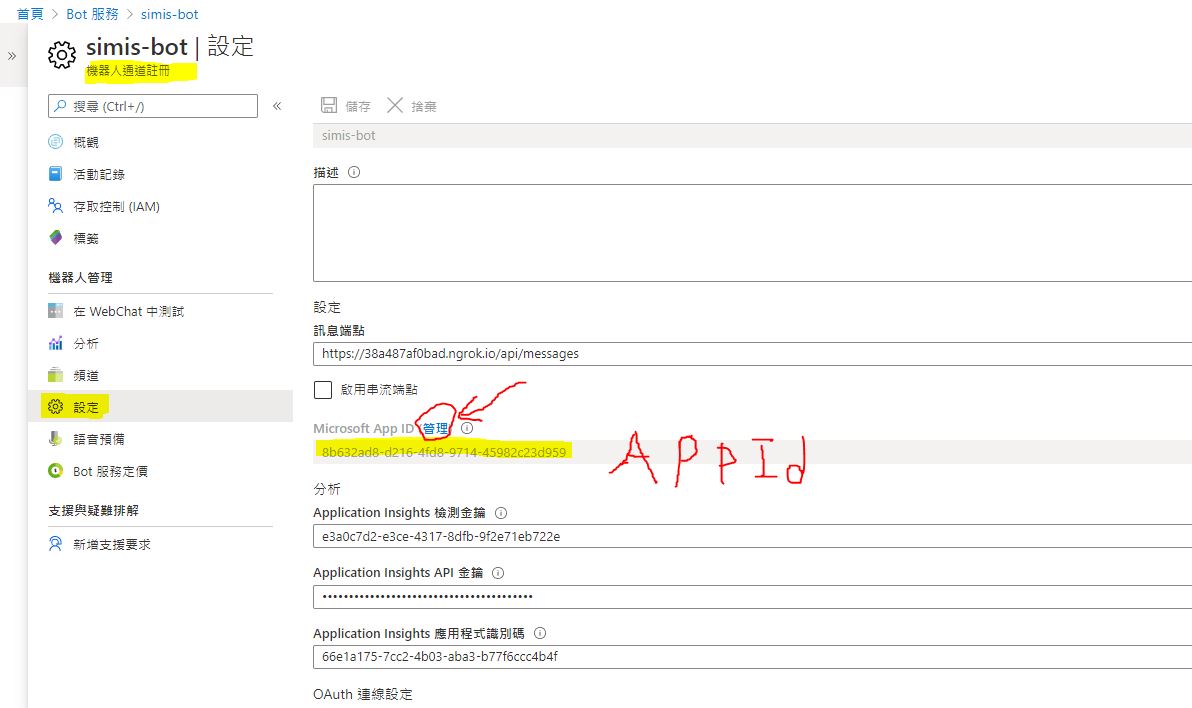 首頁 > Bot 服務 > simis-bot
simis-bot | 設定
機器人通道註冊
搜尋 (Ctrl+/)
概觀
活動記錄
存取控制 (IAM)
標籤
機器人管理
在 WebChat 中測試
分析
頻道
設定
語音預備
Bot 服務定價
支援與疑難排解
新增支援要求
儲存 捨棄
simis-bot
描述
設定
訊息端點
https://38a487af0bad.ngrok.io/api/messages
啟用串流端點
Microsoft App ID (管理)
8b632ad8-d216-4fd8-9714-45982c23d959
APPId
分析
Application Insights 檢測金鑰
e3a0c7d2-e3ce-4317-8dfb-9f2e71eb722e
Application Insights API 金鑰
••••••••••••••••••••••••••••••••••••••••
Application Insights 應用程式識別碼
66e1a175-7cc2-4b03-aba3-b77f6ccc4b4f
OAuth 連線設定